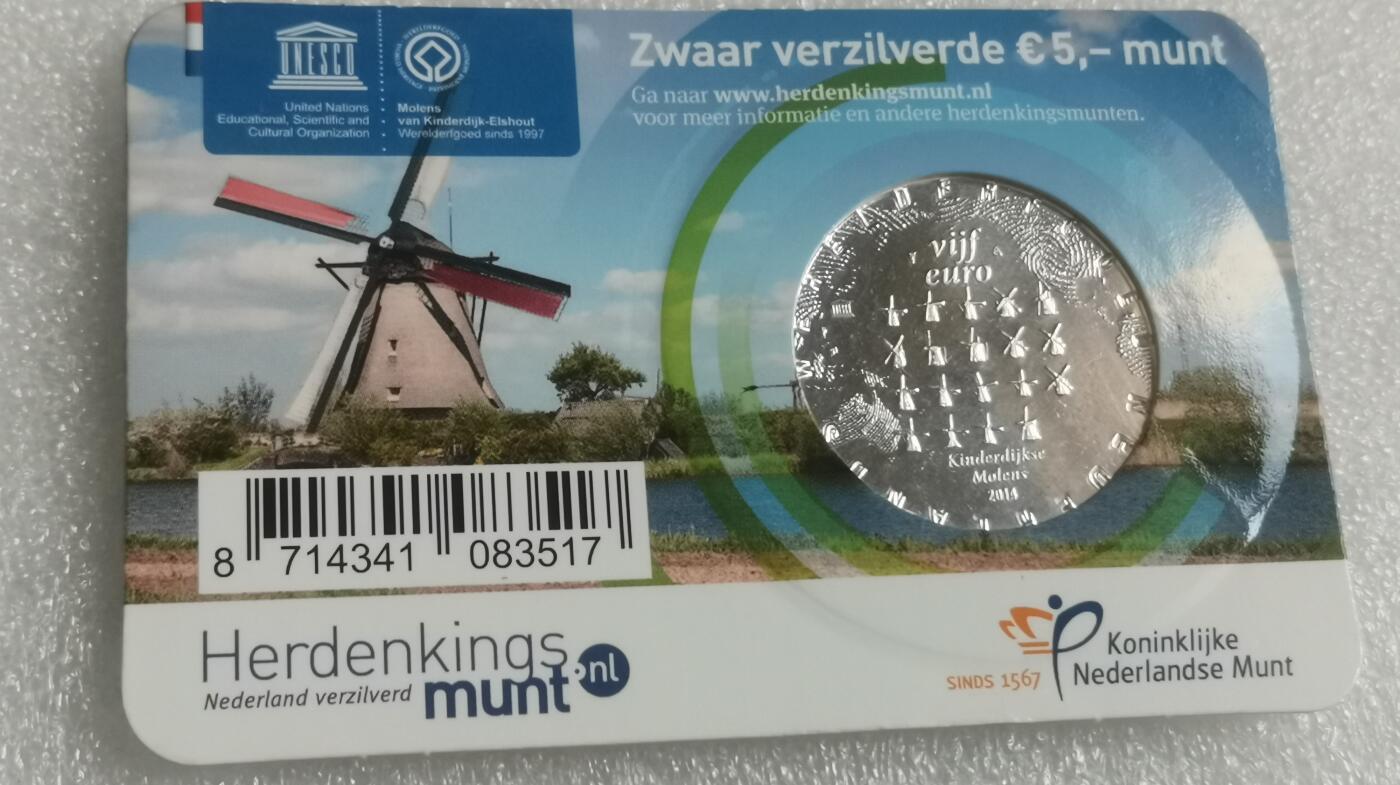 UNESCO
United Nations
Educational, Scientific and
Cultural Organization
Molens
van Kinderdijk-Elshout
Werelderfgoed sinds 1997
Zwaar verzilverde € 5,– munt
Ga naar www.herdenkingsmunt.nl
voor meer informatie en andere herdenkingsmunten.
vijf
euro
Kinderdijkse
Molens
2014
8 714341 083517
Herdenkings
munt.nl
Nederland verzilverd
SINDS 1567
Koninklijke
Nederlandse Munt